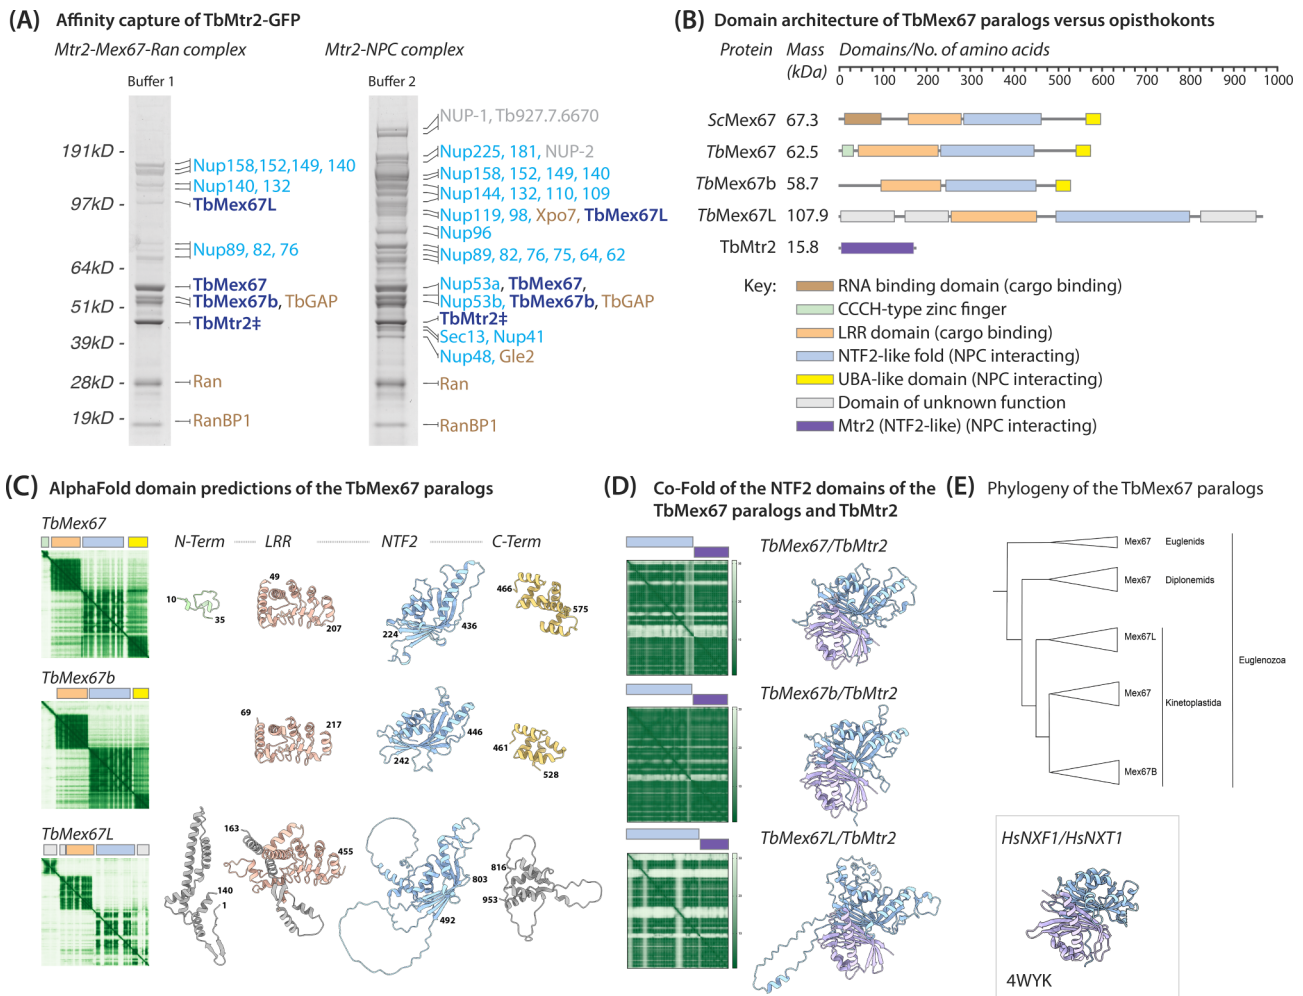 (A) Affinity capture of TbMtr2-GFP
Mtr2-Mex67-Ran complex
Mtr2-NPC complex
Buffer 1
Buffer 2
191kD -
97kD -
64kD -
51kD -
39kD -
28kD -
19kD -
Nup158,152,149, 140
Nup140, 132
TbMex67L
Nup89, 82, 76
TbMex67
TbMex67b, TbGAP
TbMtr2‡
Ran
RanBP1
NUP-1, Tb927.7.6670
Nup225, 181, NUP-2
Nup158, 152, 149, 140
Nup144, 132, 110, 109
Nup119, 98, Xpo7, TbMex67L
Nup96
Nup89, 82, 76, 75, 64, 62
Nup53a, TbMex67,
Nup53b, TbMex67b, TbGAP
TbMtr2‡
Sec13, Nup41
Nup48, Gle2
Ran
RanBP1
(B) Domain architecture of TbMex67 paralogs versus opisthokonts
Protein Mass Domains/No. of amino acids
(kDa)
0 100 200 300 400 500 600 700 800 900 1000
ScMex67 67.3
TbMex67 62.5
TbMex67b 58.7
TbMex67L 107.9
TbMtr2 15.8
Key: RNA binding domain (cargo binding)
CCCH-type zinc finger
LRR domain (cargo binding)
NTF2-like fold (NPC interacting)
UBA-like domain (NPC interacting)
Domain of unknown function
Mtr2 (NTF2-like) (NPC interacting)
(C) AlphaFold domain predictions of the TbMex67 paralogs
TbMex67
N-Term LRR NTF2 C-Term
10
35
49
207
224
436
466
575
TbMex67b
69
217
242
446
461
528
TbMex67L
140
1
163
455
803
492
816
953
(D) Co-Fold of the NTF2 domains of the
TbMex67 paralogs and TbMtr2
TbMex67/TbMtr2
TbMex67b/TbMtr2
TbMex67L/TbMtr2
(E) Phylogeny of the TbMex67 paralogs
Mex67 Euglenids
Mex67 Diplonemids
Mex67L
Mex67
Kinetoplastida
Mex67B
Euglenozoa
HsNXF1/HsNXT1
4WYK